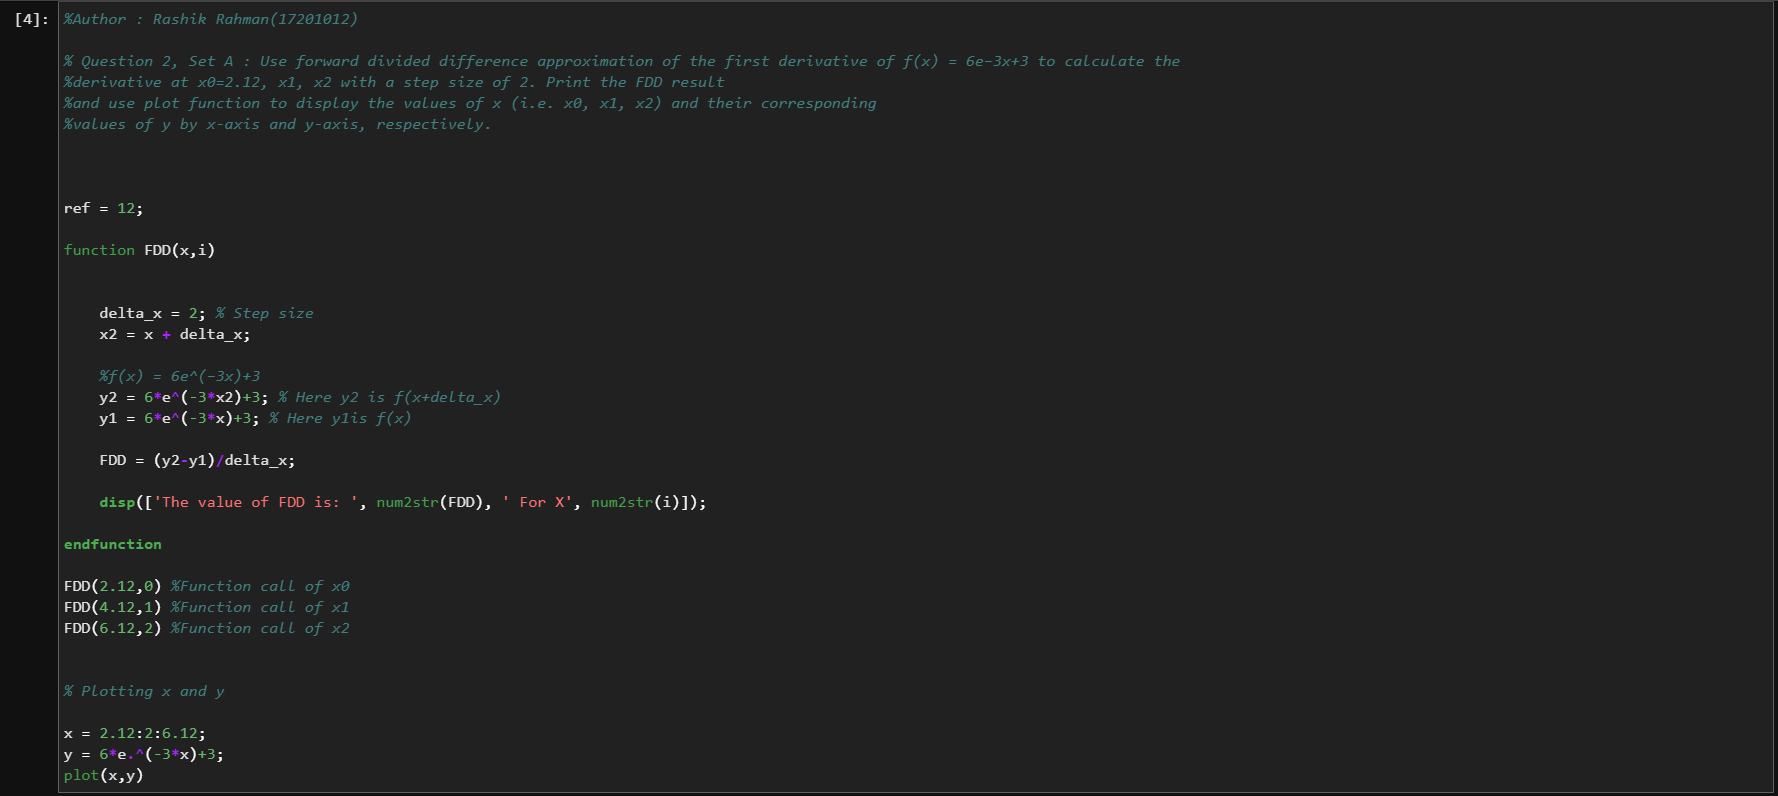 [4]: %Author : Rashik Rahman(17201012)
% Question 2, Set A : Use forward divided difference approximation of the first derivative of f(x) = 6e-3x+3 to calculate the
%derivative at x0=2.12, x1, x2 with a step size of 2. Print the FDD result
%and use plot function to display the values of x (i.e. x0, x1, x2) and their corresponding
%values of y by x-axis and y-axis, respectively.
ref = 12;
function FDD(x,i)
delta_x = 2; % Step size
x2 = x + delta_x;
%f(x) = 6e^(-3x)+3
y2 = 6*e^(-3*x2)+3; % Here y2 is f(x+delta_x)
y1 = 6*e^(-3*x)+3; % Here y1is f(x)
FDD = (y2-y1)/delta_x;
disp(['The value of FDD is: ', num2str(FDD), ' For X', num2str(i)]);
endfunction
FDD(2.12,0) %Function call of x0
FDD(4.12,1) %Function call of x1
FDD(6.12,2) %Function call of x2
% Plotting x and y
x = 2.12:2:6.12;
y = 6*e.^(-3*x)+3;
plot(x,y)